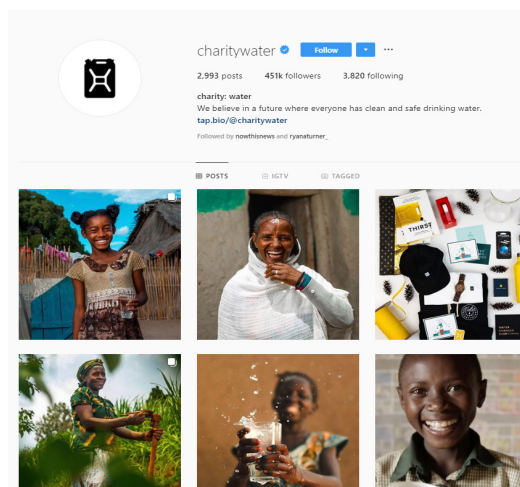 charitywater Follow
2,993 posts 451k followers 3,820 following
charity: water
We believe in a future where everyone has clean and safe drinking water.
tap.bio/@charitywater
Followed by nowthisnews and ryanaturner_
POSTS IGTV TAGGED
THIRST